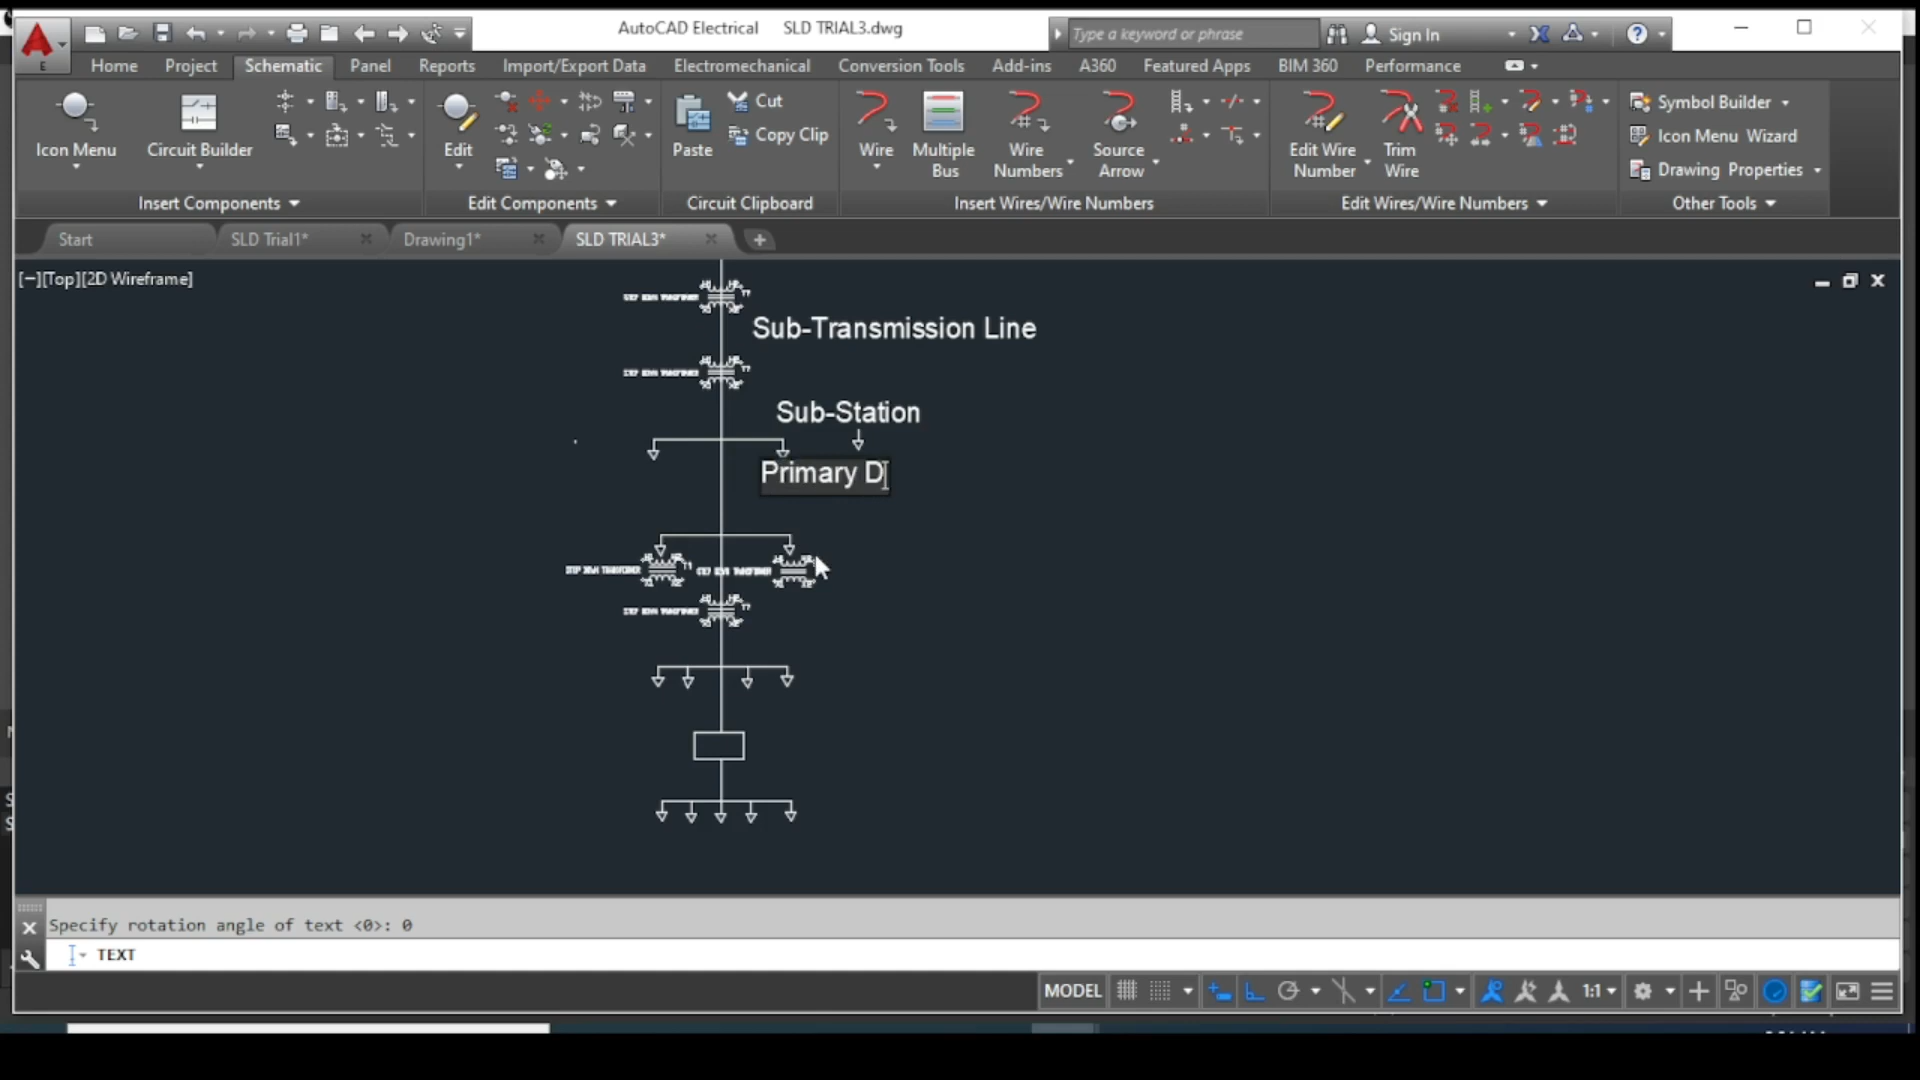 AutoCAD Electrical SLD TRIAL3.dwg
Type a keyword or phrase
Sign In
E
Home Project Schematic Panel Reports Import/Export Data Electromechanical Conversion Tools Add-ins A360 Featured Apps BIM 360 Performance
Icon Menu
Circuit Builder
Edit
Paste
Cut
Copy Clip
Wire
Multiple Bus
Wire Numbers
Source Arrow
Edit Wire Number
Trim Wire
Symbol Builder
Icon Menu Wizard
Drawing Properties
Insert Components Edit Components Circuit Clipboard Insert Wires/Wire Numbers Edit Wires/Wire Numbers Other Tools
Start SLD Trial1* Drawing1* SLD TRIAL3*
[−][Top][2D Wireframe]
Sub-Transmission Line
Sub-Station
Primary D
Specify rotation angle of text <0>: 0
TEXT
MODEL
1:1